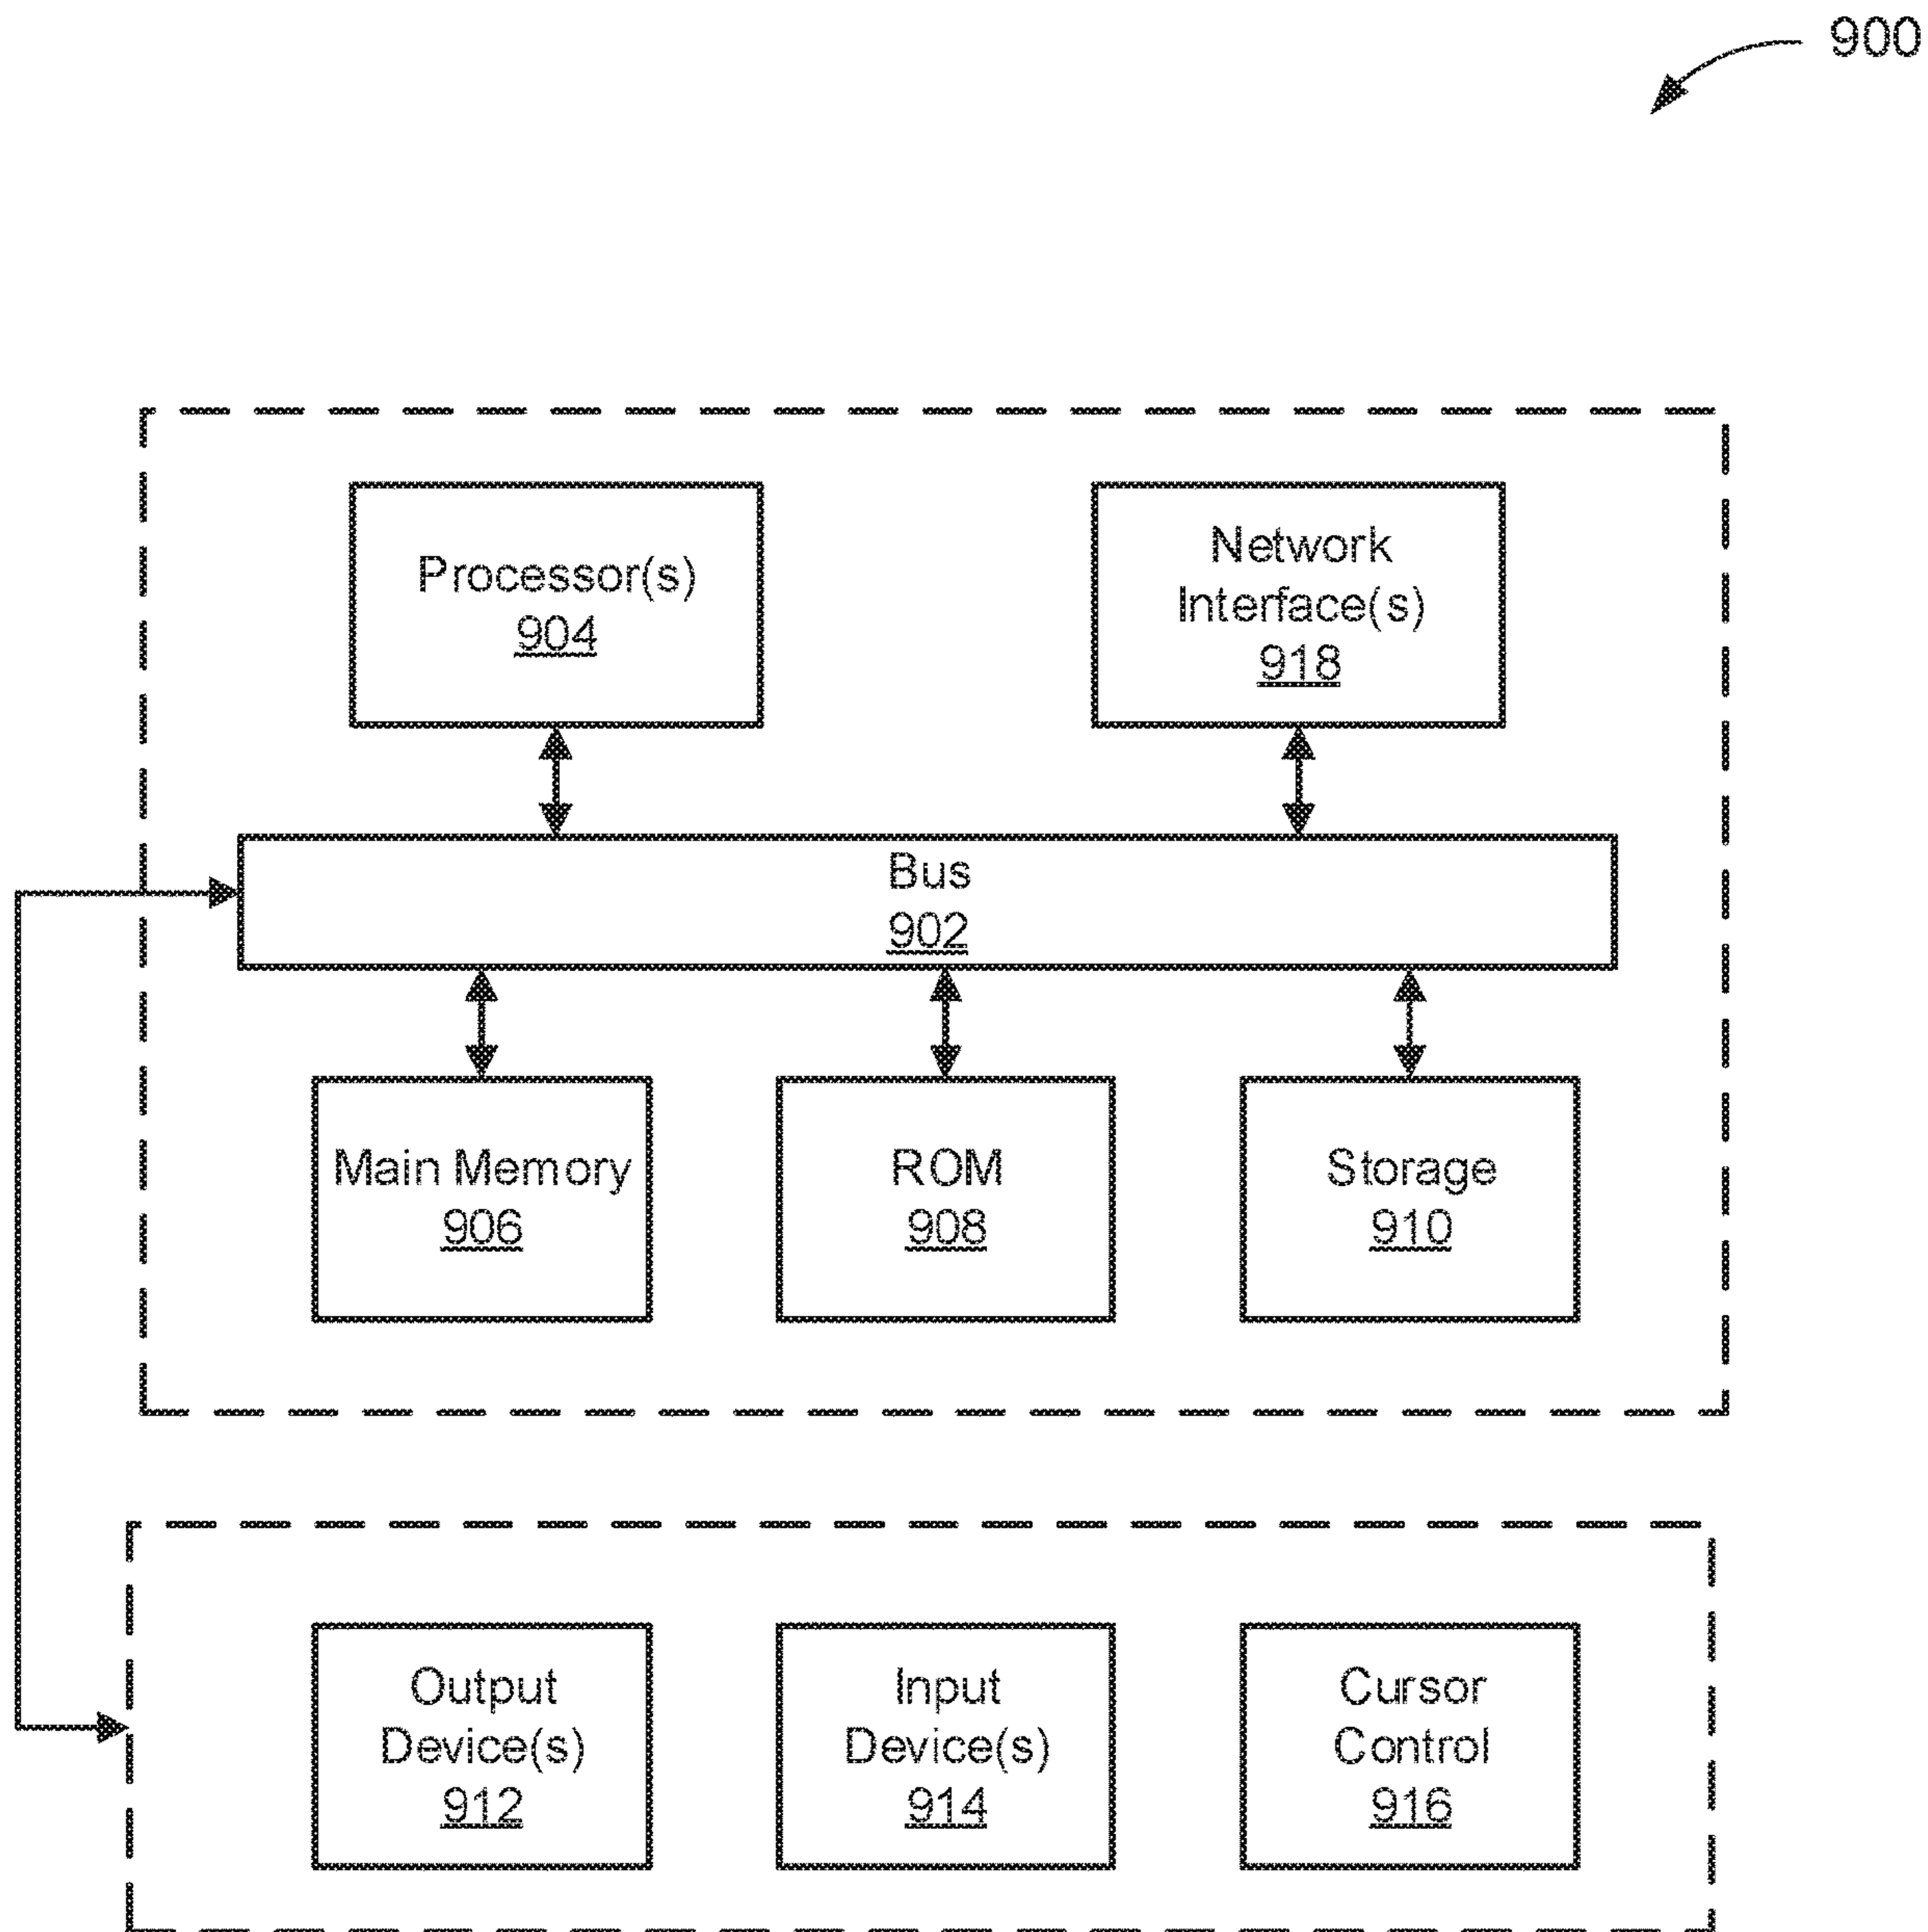 900
Processor(s)
904
Network
Interface(s)
918
Bus
902
Main Memory
906
ROM
908
Storage
910
Output
Device(s)
912
Input
Device(s)
914
Cursor
Control
916